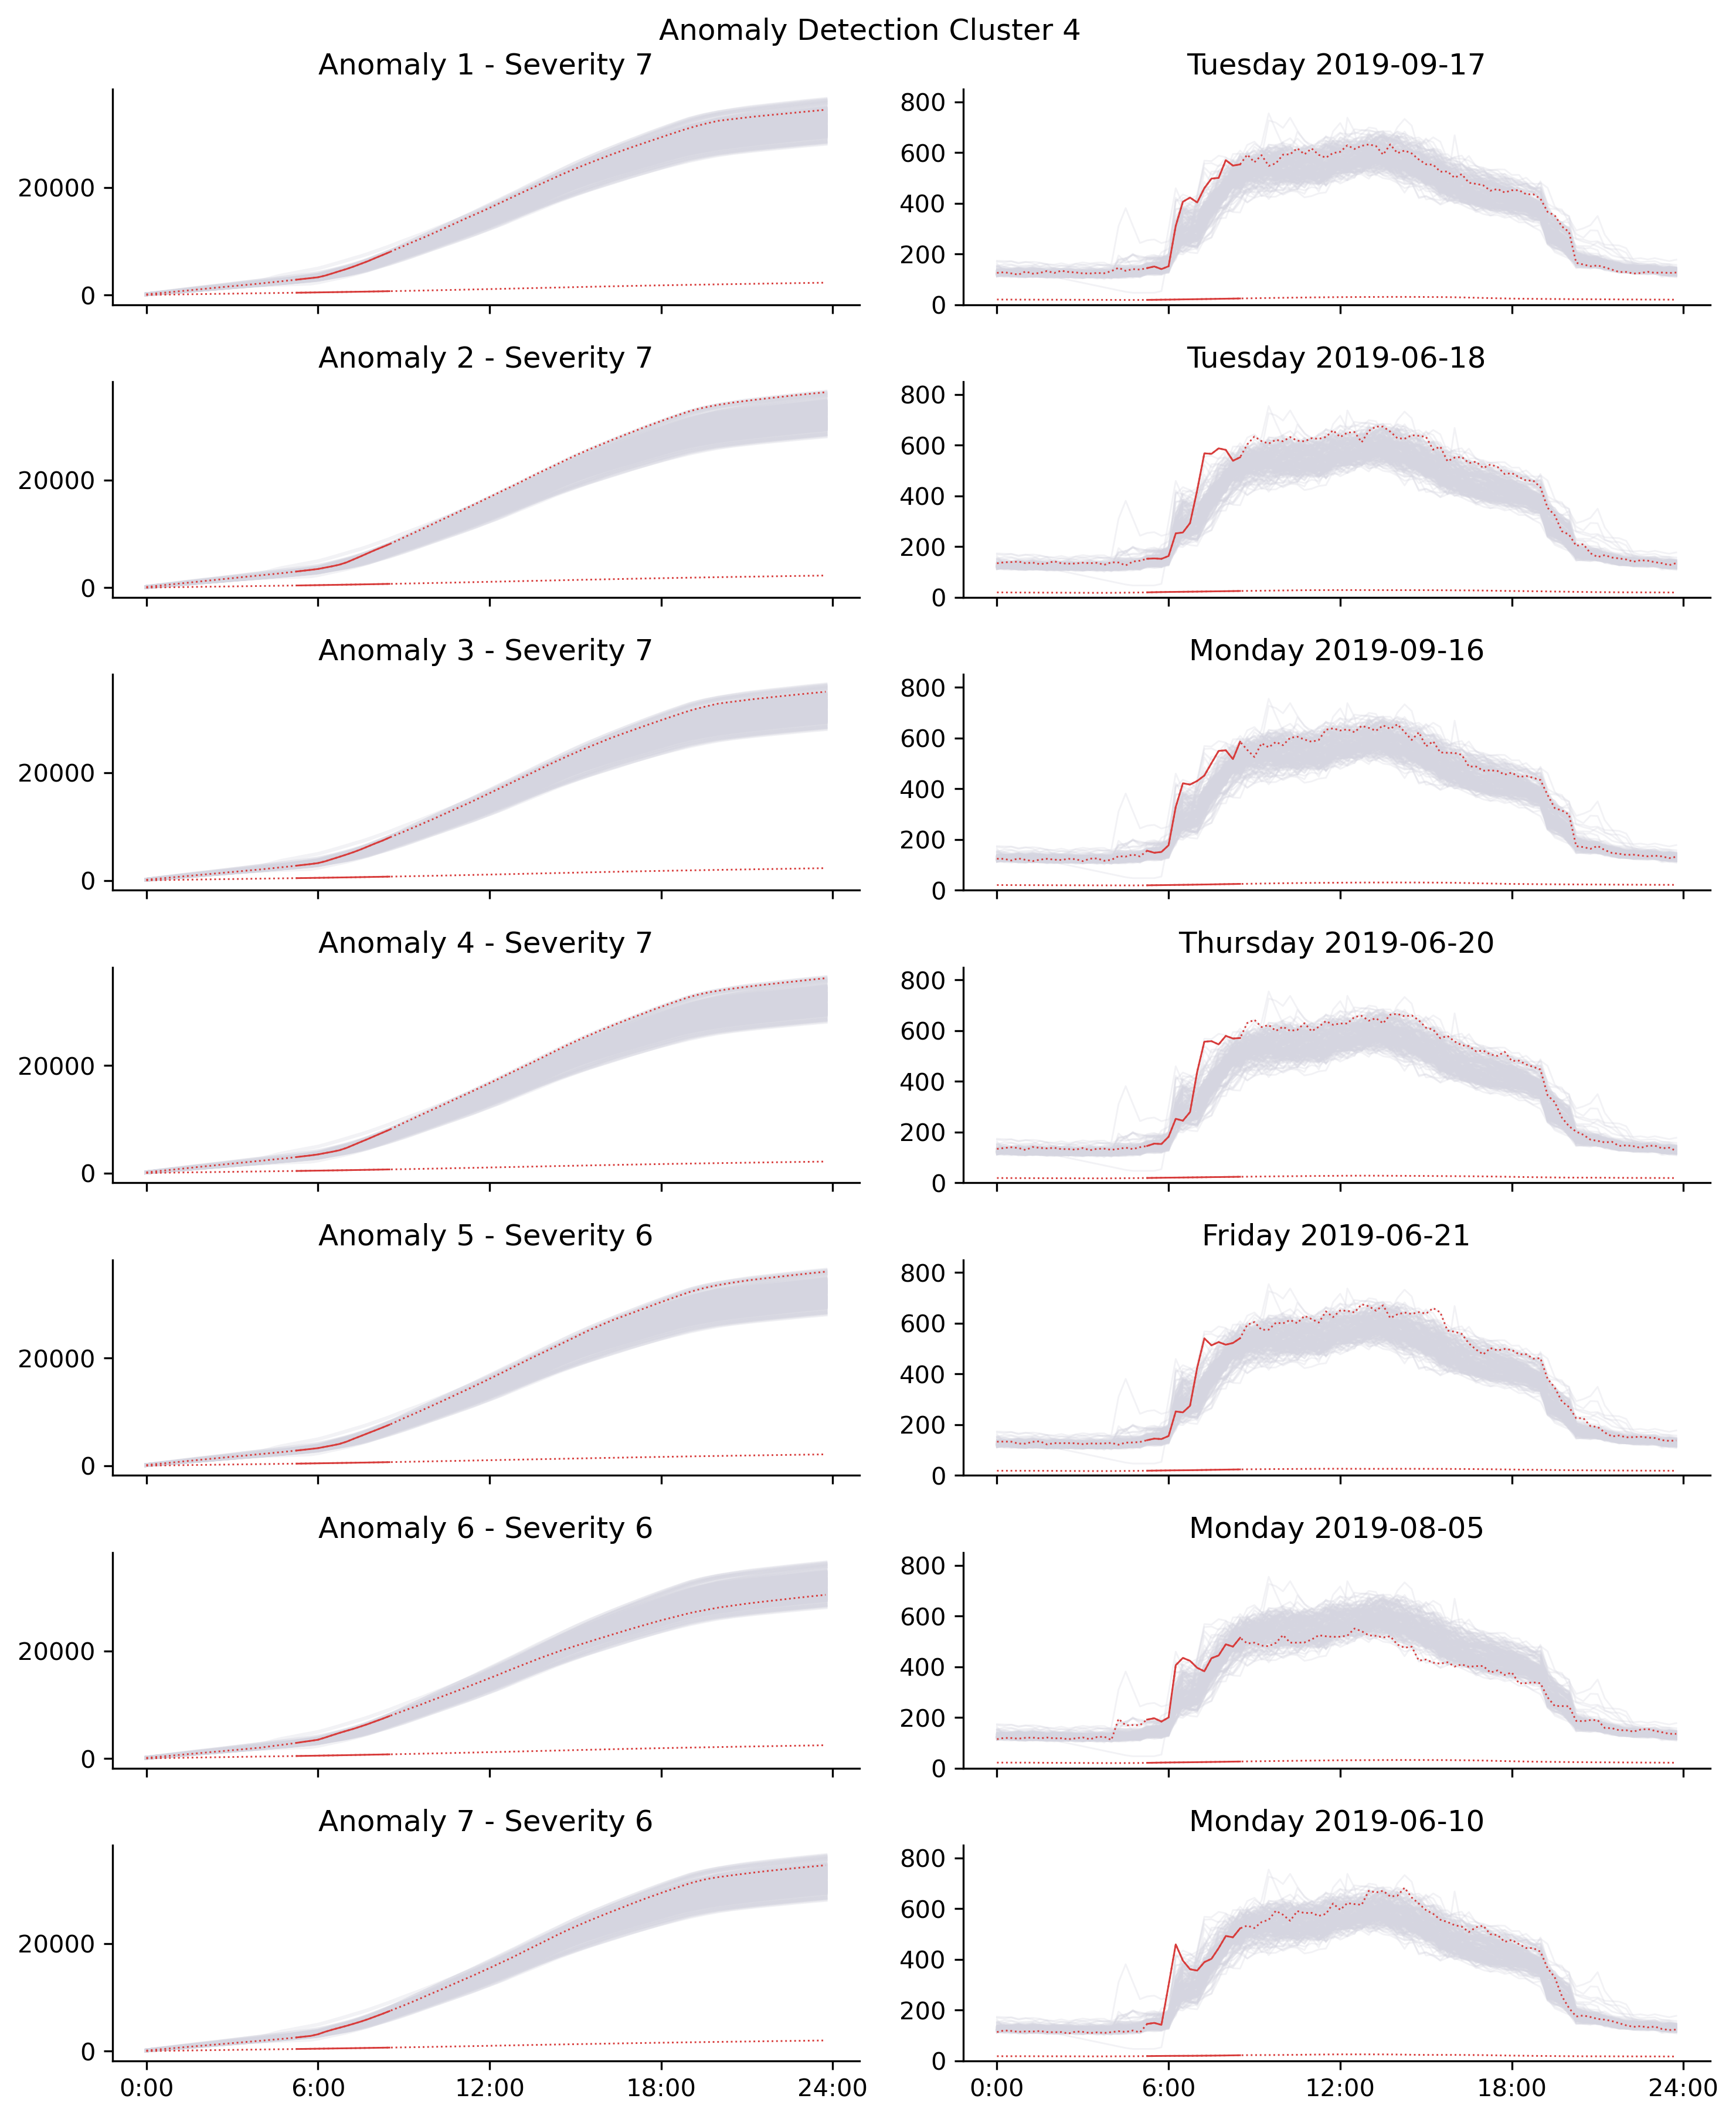 Anomaly Detection Cluster 4
Anomaly 1 - Severity 7
20000
0
Tuesday 2019-09-17
800
600
400
200
0
Anomaly 2 - Severity 7
20000
0
Tuesday 2019-06-18
800
600
400
200
0
Anomaly 3 - Severity 7
20000
0
Monday 2019-09-16
800
600
400
200
0
Anomaly 4 - Severity 7
20000
0
Thursday 2019-06-20
800
600
400
200
0
Anomaly 5 - Severity 6
20000
0
Friday 2019-06-21
800
600
400
200
0
Anomaly 6 - Severity 6
20000
0
Monday 2019-08-05
800
600
400
200
0
Anomaly 7 - Severity 6
20000
0
0:00 6:00 12:00 18:00 24:00
Monday 2019-06-10
800
600
400
200
0
0:00 6:00 12:00 18:00 24:00